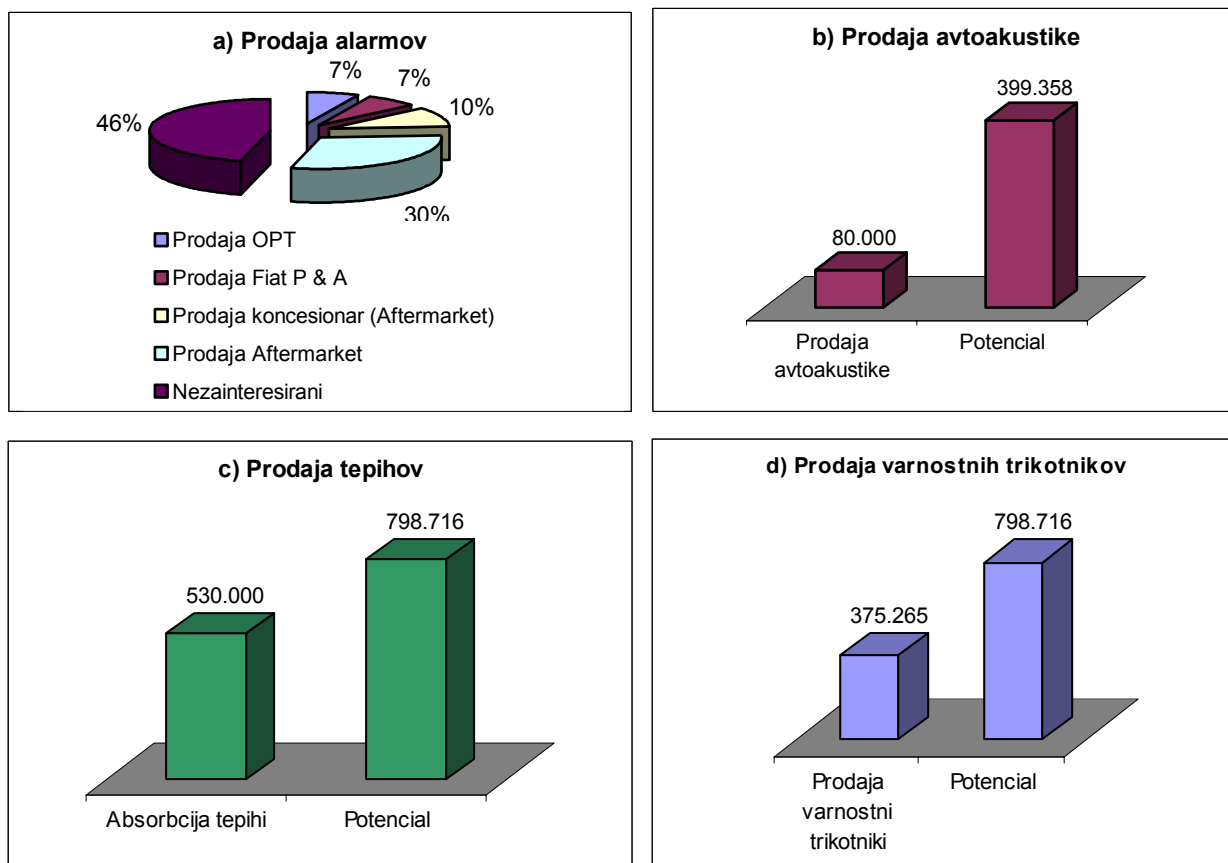 a) Prodaja alarmov
7%
7%
10%
46%
30%
Prodaja OPT
Prodaja Fiat P & A
Prodaja koncesionar (Aftermarket)
Prodaja Aftermarket
Nezainteresirani
b) Prodaja avtoakustike
399.358
80.000
Prodaja
avtoakustike
Potencial
c) Prodaja tepihov
798.716
530.000
Absorbcija tepihi
Potencial
d) Prodaja varnostnih trikotnikov
798.716
375.265
Prodaja
varnostni
trikotniki
Potencial